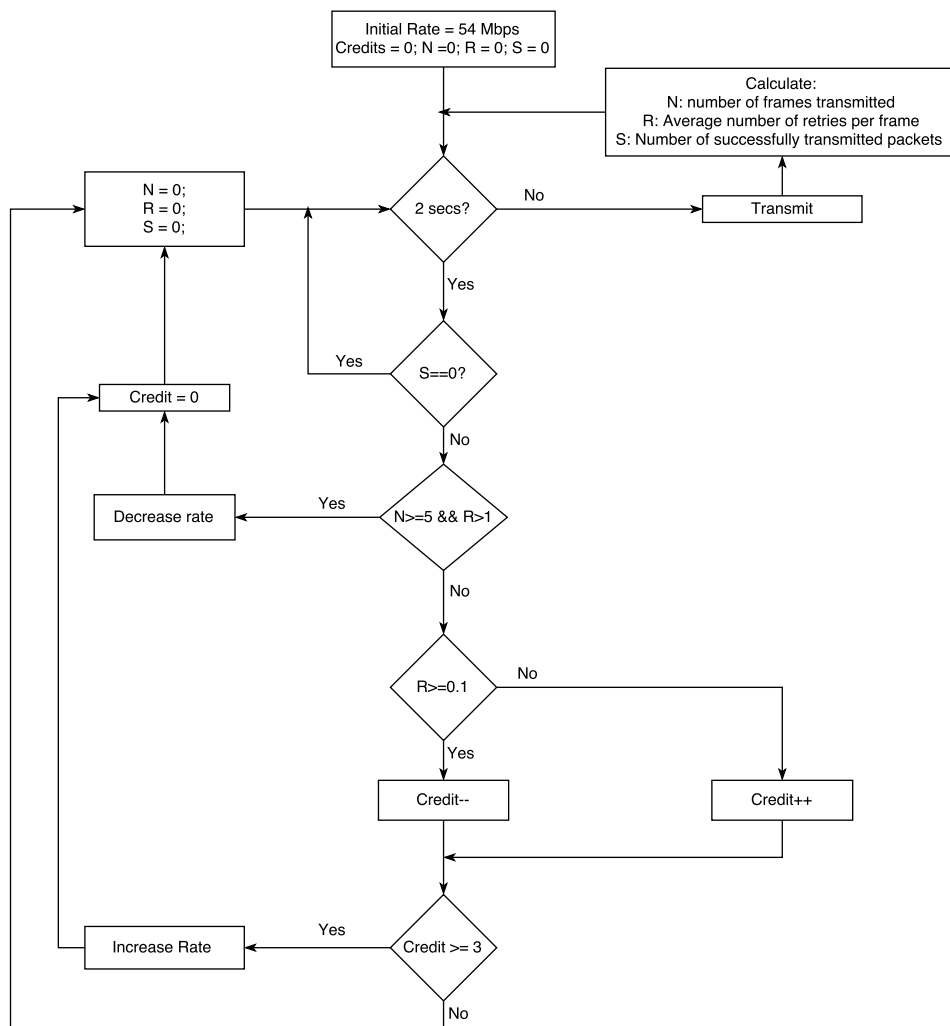 Initial Rate = 54 Mbps
Credits = 0; N =0; R = 0; S = 0
Calculate:
N: number of frames transmitted
R: Average number of retries per frame
S: Number of successfully transmitted packets
N = 0;
R = 0;
S = 0;
2 secs?
No
Transmit
Yes
Yes
S==0?
Credit = 0
No
Decrease rate
Yes
N>=5 && R>1
No
R>=0.1
No
Yes
Credit--
Credit++
Increase Rate
Yes
Credit >= 3
No